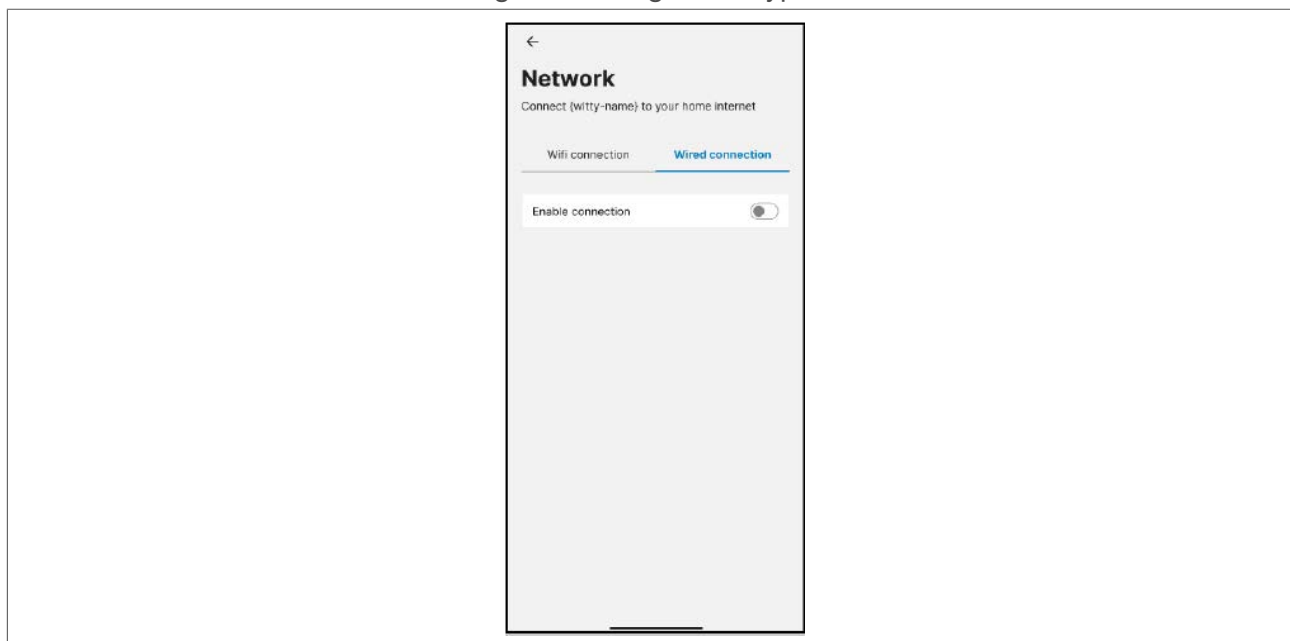 ←
Network
Connect {witty-name} to your home internet
Wifi connection Wired connection
Enable connection